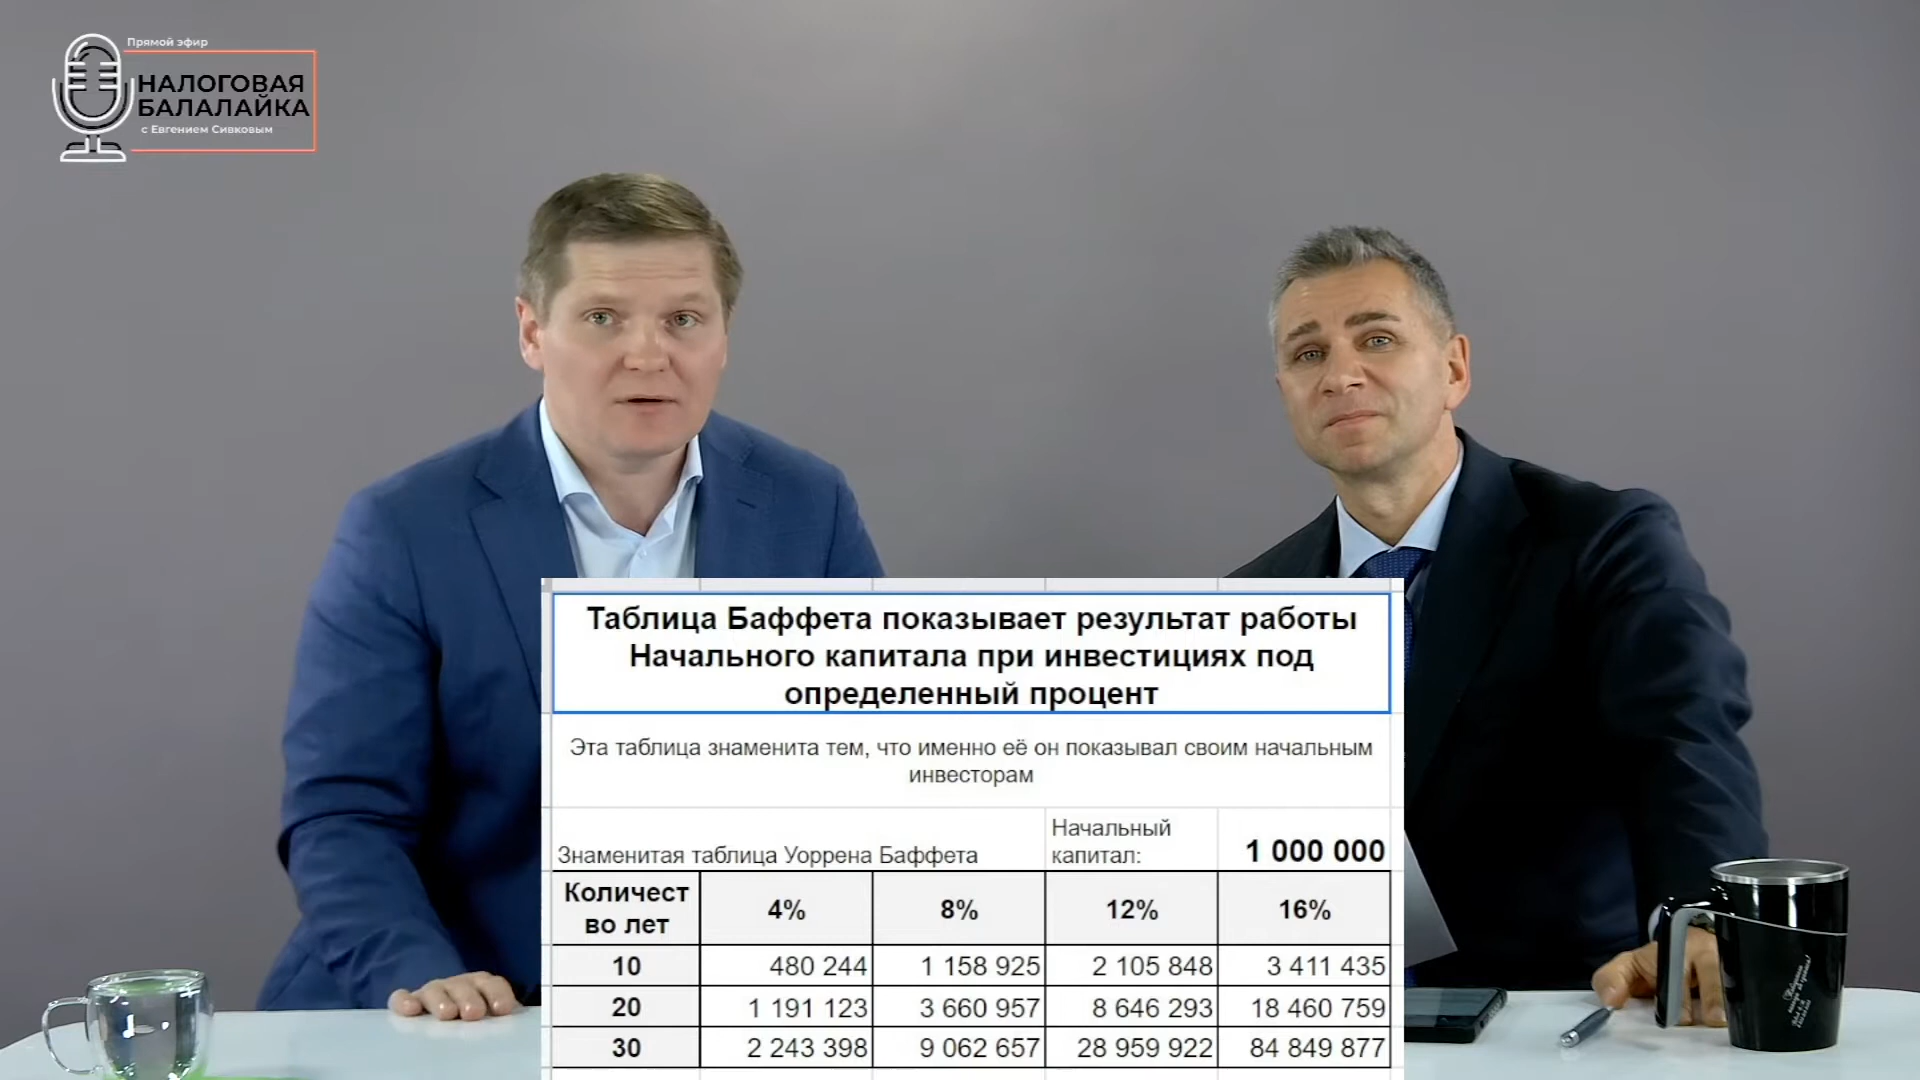 Прямой эфир
НАЛОГОВАЯ
БАЛАЛАЙКА
с Евгением Сивковым
Таблица Баффета показывает результат работы
Начального капитала при инвестициях под
определенный процент
Эта таблица знаменита тем, что именно её он показывал своим начальным
инвесторам
Знаменитая таблица Уоррена Баффета Начальный капитал: 1 000 000
Количест
во лет 4% 8% 12% 16%
10 480 244 1 158 925 2 105 848 3 411 435
20 1 191 123 3 660 957 8 646 293 18 460 759
30 2 243 398 9 062 657 28 959 922 84 849 877